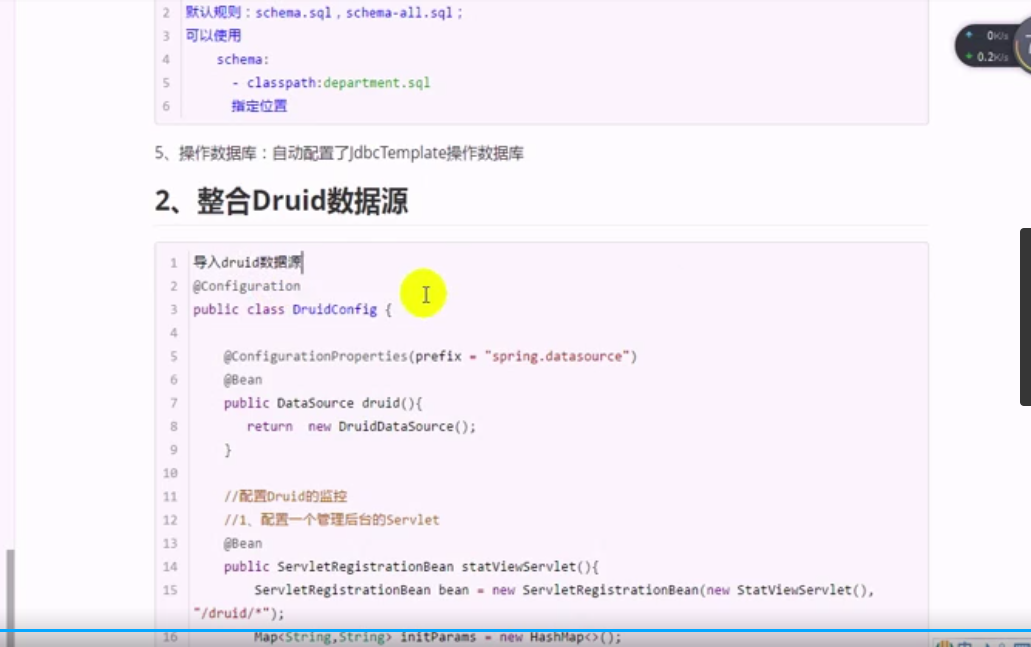 2 默认规则：schema.sql，schema-all.sql；
3 可以使用
4 schema:
5 - classpath:department.sql
6 指定位置
0K/s
0.2K/s
5、操作数据库：自动配置了JdbcTemplate操作数据库
2、整合Druid数据源
1 导入druid数据源
2 @Configuration
3 public class DruidConfig {
4
5 @ConfigurationProperties(prefix = "spring.datasource")
6 @Bean
7 public DataSource druid(){
8 return  new DruidDataSource();
9 }
10
11 //配置Druid的监控
12 //1、配置一个管理后台的Servlet
13 @Bean
14 public ServletRegistrationBean statViewServlet(){
15 ServletRegistrationBean bean = new ServletRegistrationBean(new StatViewServlet(),
"/druid/*");
16 Map<String,String> initParams = new HashMap<>();